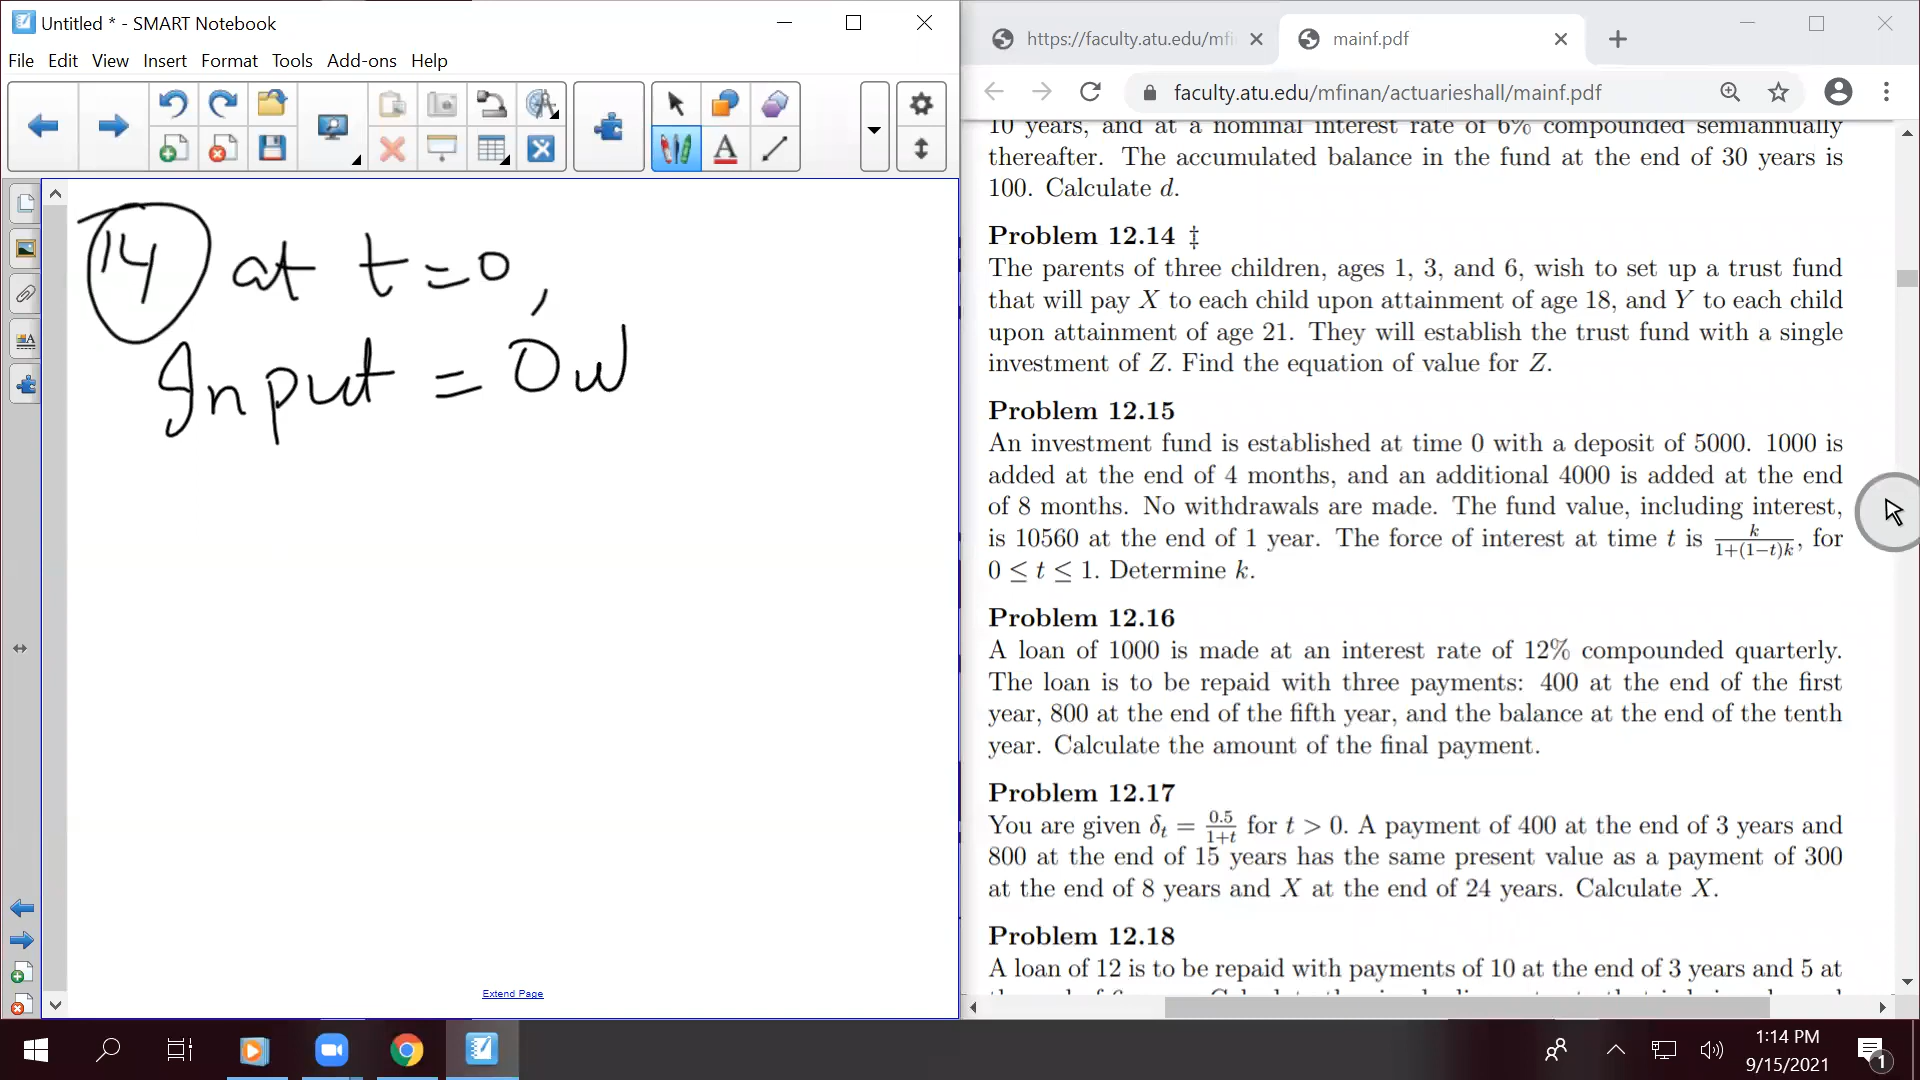 Untitled * - SMART Notebook
File Edit View Insert Format Tools Add-ons Help
14 at t=0,
Input = 0w
Extend Page
https://faculty.atu.edu/mfi
mainf.pdf
faculty.atu.edu/mfinan/actuarieshall/mainf.pdf
10 years, and at a nominal interest rate of 6% compounded semiannually
thereafter. The accumulated balance in the fund at the end of 30 years is
100. Calculate d.
Problem 12.14 ‡
The parents of three children, ages 1, 3, and 6, wish to set up a trust fund
that will pay X to each child upon attainment of age 18, and Y to each child
upon attainment of age 21. They will establish the trust fund with a single
investment of Z. Find the equation of value for Z.
Problem 12.15
An investment fund is established at time 0 with a deposit of 5000. 1000 is
added at the end of 4 months, and an additional 4000 is added at the end
of 8 months. No withdrawals are made. The fund value, including interest,
is 10560 at the end of 1 year. The force of interest at time t is k/(1+(1−t)k), for
0 ≤ t ≤ 1. Determine k.
Problem 12.16
A loan of 1000 is made at an interest rate of 12% compounded quarterly.
The loan is to be repaid with three payments: 400 at the end of the first
year, 800 at the end of the fifth year, and the balance at the end of the tenth
year. Calculate the amount of the final payment.
Problem 12.17
You are given δt = 0.5/(1+t) for t > 0. A payment of 400 at the end of 3 years and
800 at the end of 15 years has the same present value as a payment of 300
at the end of 8 years and X at the end of 24 years. Calculate X.
Problem 12.18
A loan of 12 is to be repaid with payments of 10 at the end of 3 years and 5 at
1:14 PM
9/15/2021
1